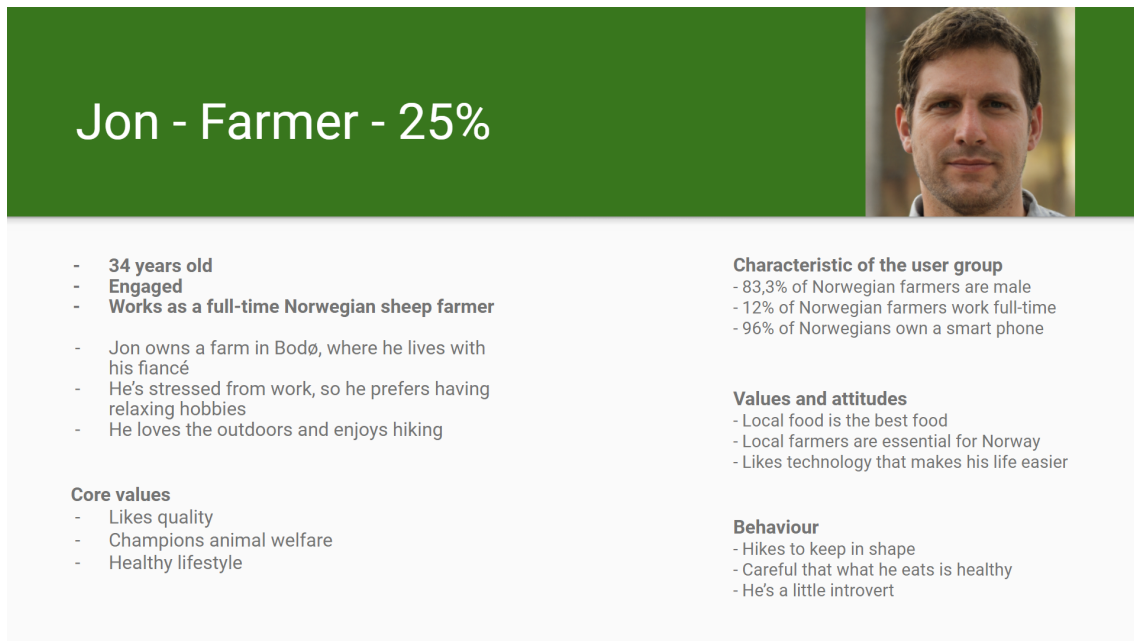 Jon - Farmer - 25%
- 34 years old
- Engaged
- Works as a full-time Norwegian sheep farmer
- Jon owns a farm in Bodø, where he lives with
his fiancé
- He's stressed from work, so he prefers having
relaxing hobbies
- He loves the outdoors and enjoys hiking
Core values
- Likes quality
- Champions animal welfare
- Healthy lifestyle
Characteristic of the user group
- 83,3% of Norwegian farmers are male
- 12% of Norwegian farmers work full-time
- 96% of Norwegians own a smart phone
Values and attitudes
- Local food is the best food
- Local farmers are essential for Norway
- Likes technology that makes his life easier
Behaviour
- Hikes to keep in shape
- Careful that what he eats is healthy
- He's a little introvert